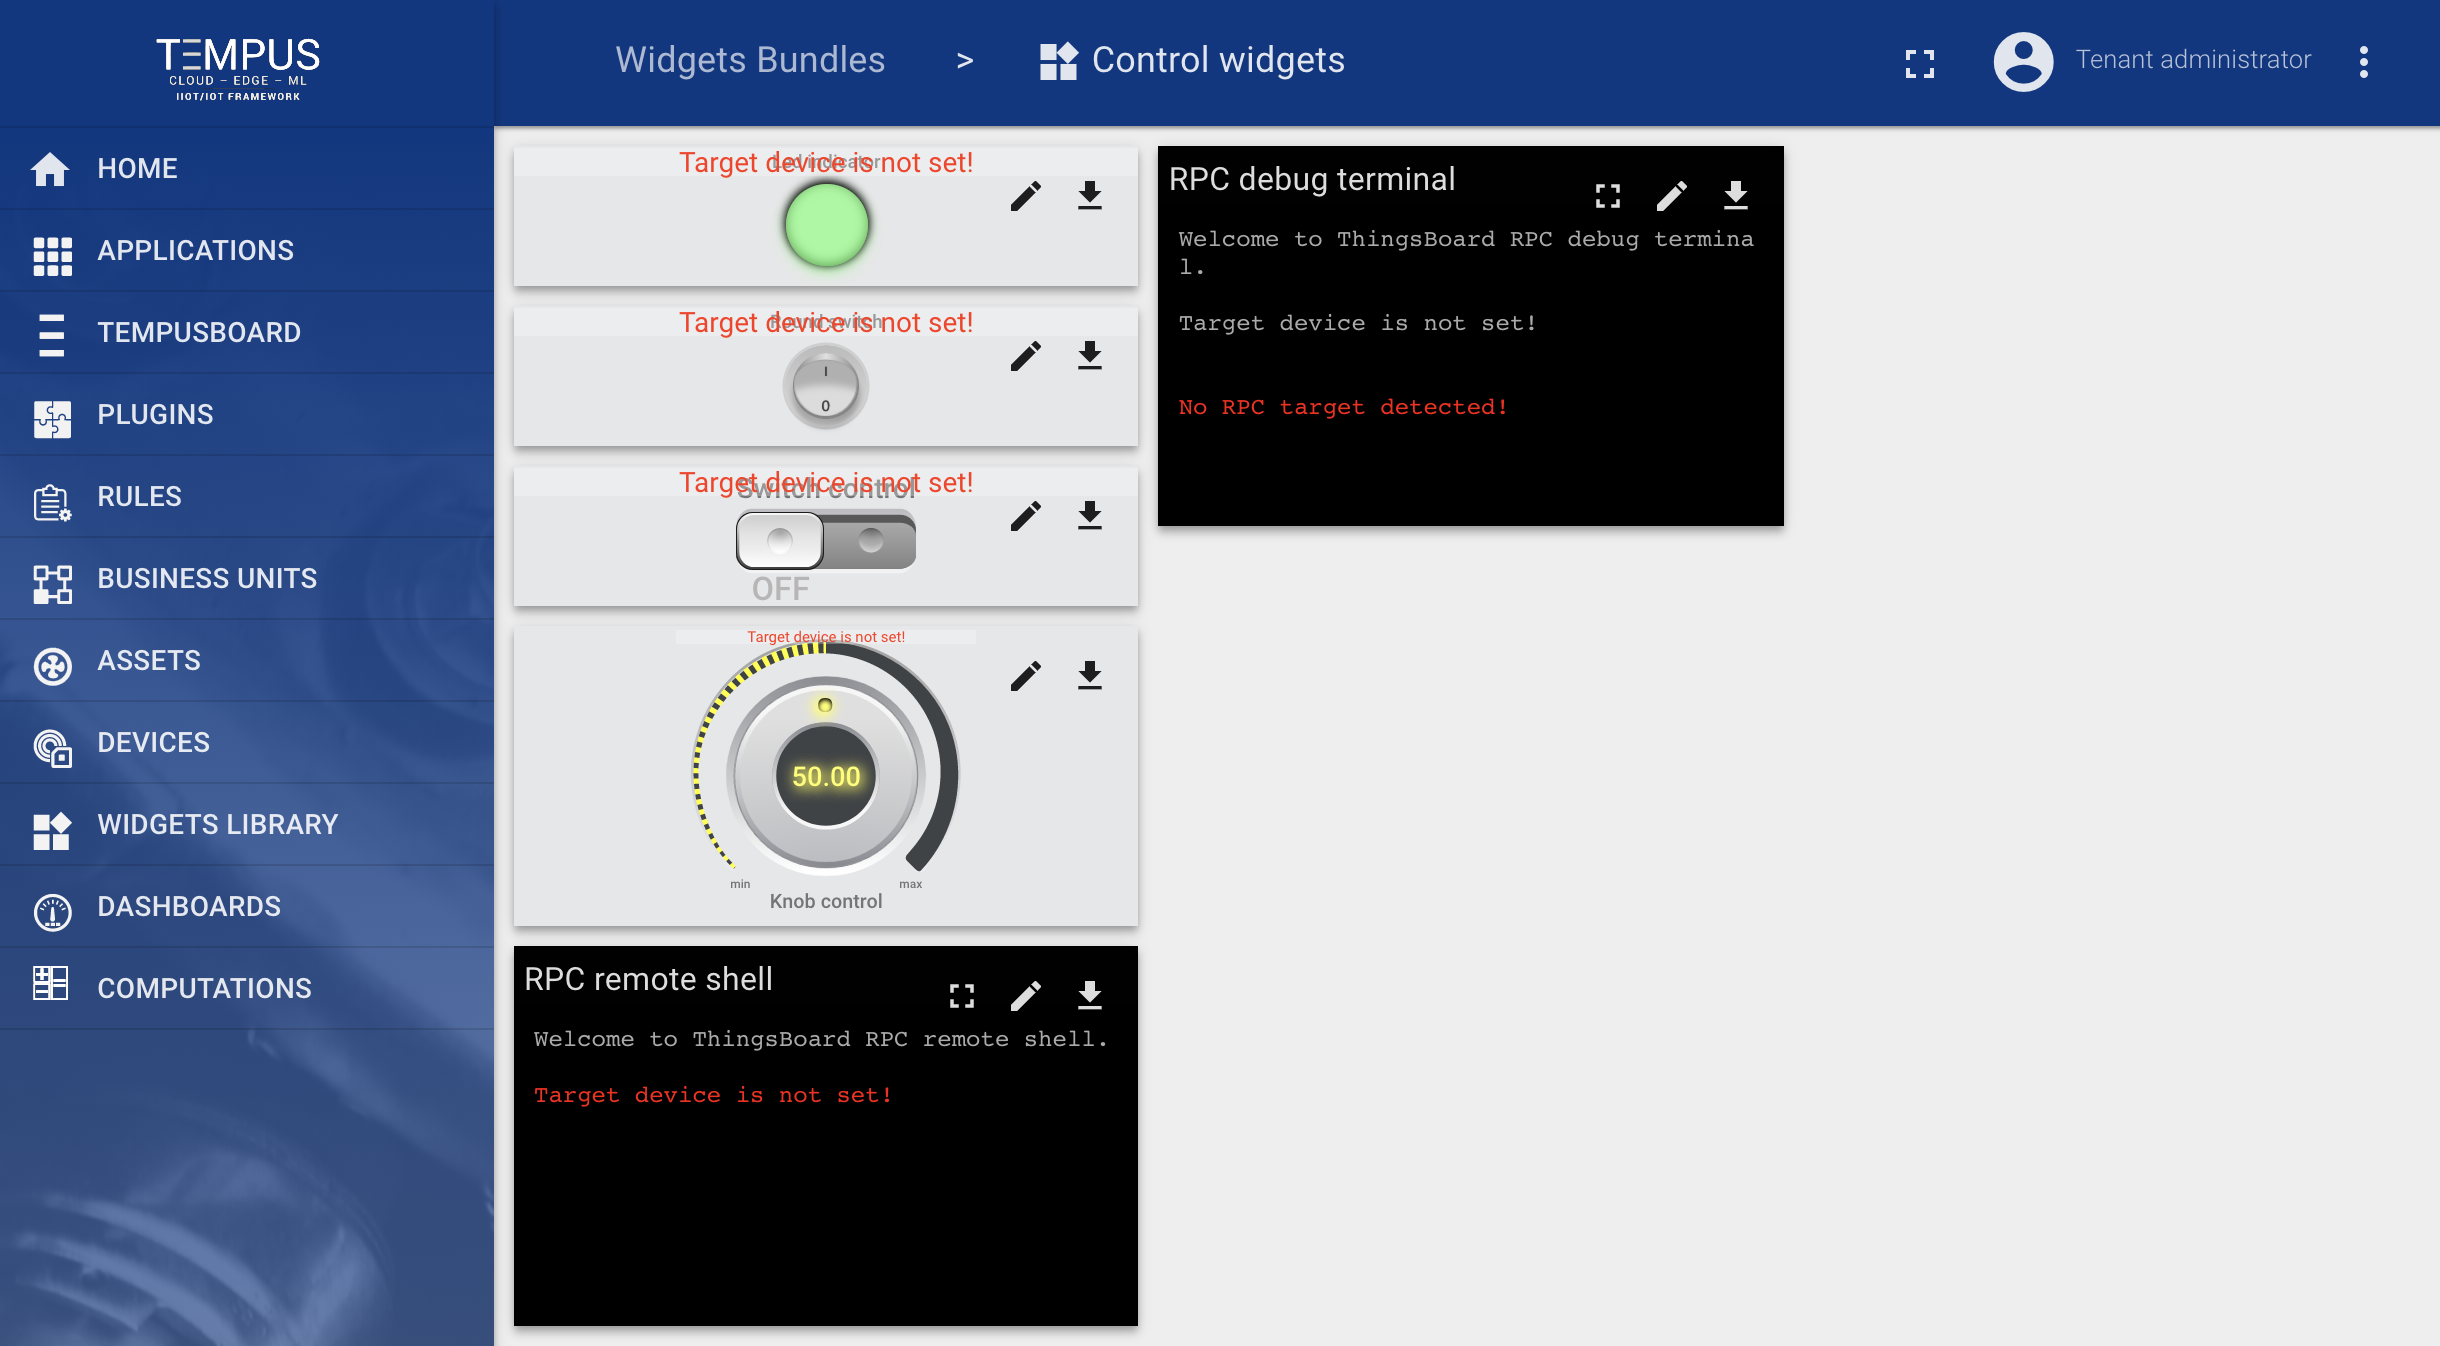 TEMPUS
CLOUD – EDGE – ML
IIOT/IOT FRAMEWORK
Widgets Bundles > Control widgets
Tenant administrator
HOME
APPLICATIONS
TEMPUSBOARD
PLUGINS
RULES
BUSINESS UNITS
ASSETS
DEVICES
WIDGETS LIBRARY
DASHBOARDS
COMPUTATIONS
Led indicator
Target device is not set!
Round switch
Target device is not set!
I
0
Switch control
Target device is not set!
OFF
Target device is not set!
50.00
min
max
Knob control
RPC remote shell
Welcome to ThingsBoard RPC remote shell.
Target device is not set!
RPC debug terminal
Welcome to ThingsBoard RPC debug termina
l.
Target device is not set!
No RPC target detected!